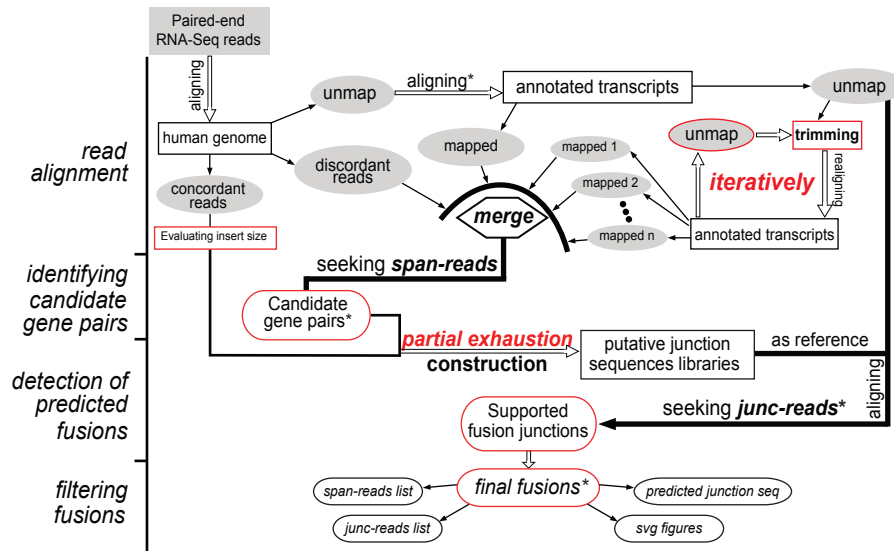 Paired-end
RNA-Seq reads
aligning
unmap
aligning*
annotated transcripts
unmap
human genome
mapped
mapped 1
unmap
trimming
read
alignment
discordant
reads
concordant
reads
mapped 2
iteratively
realigning
merge
Evaluating insert size
mapped n
annotated transcripts
seeking span-reads
identifying
candidate
gene pairs
Candidate
gene pairs*
partial exhaustion
construction
putative junction
sequences libraries
as reference
aligning
detection of
predicted
fusions
Supported
fusion junctions
seeking junc-reads*
filtering
fusions
span-reads list
final fusions*
predicted junction seq
junc-reads list
svg figures